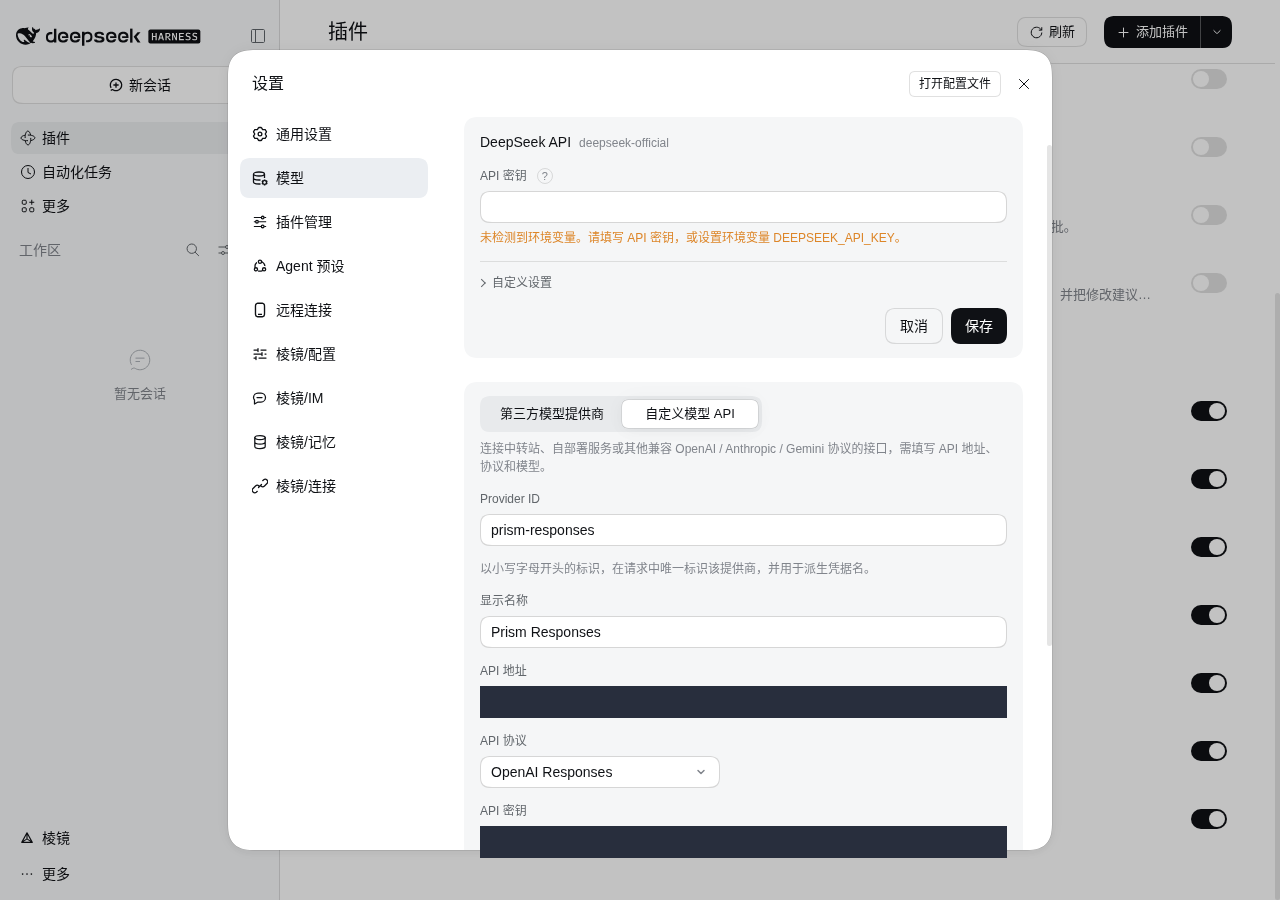 deepseek HARNESS
新会话
插件
自动化任务
更多
工作区
暂无会话
棱镜
更多
插件
刷新
添加插件
批。
并把修改建议…
设置
打开配置文件
通用设置
模型
插件管理
Agent 预设
远程连接
棱镜/配置
棱镜/IM
棱镜/记忆
棱镜/连接
DeepSeek API deepseek-official
API 密钥 ?
未检测到环境变量。请填写 API 密钥，或设置环境变量 DEEPSEEK_API_KEY。
自定义设置
取消 保存
第三方模型提供商 自定义模型 API
连接中转站、自部署服务或其他兼容 OpenAI / Anthropic / Gemini 协议的接口，需填写 API 地址、
协议和模型。
Provider ID
prism-responses
以小写字母开头的标识，在请求中唯一标识该提供商，并用于派生凭据名。
显示名称
Prism Responses
API 地址
API 协议
OpenAI Responses
API 密钥